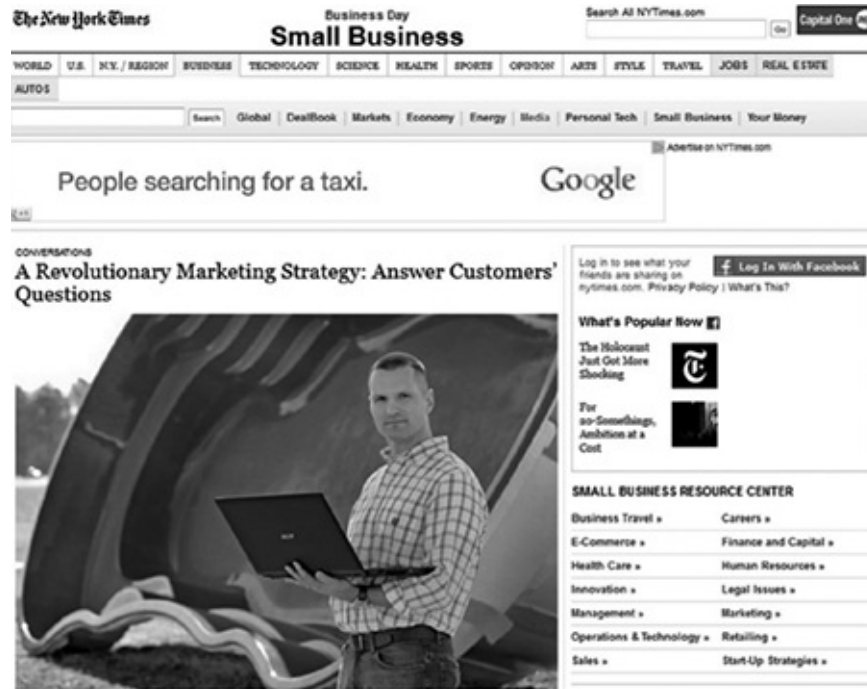 The New York Times
Business Day
Small Business
Search All NYTimes.com
Go
Capital One
WORLD U.S. N.Y. / REGION BUSINESS TECHNOLOGY SCIENCE HEALTH SPORTS OPINION ARTS STYLE TRAVEL JOBS REAL ESTATE
AUTOS
Search Global DealBook Markets Economy Energy Media Personal Tech Small Business Your Money
Advertise on NYTimes.com
People searching for a taxi.
Google
CONVERSATIONS
A Revolutionary Marketing Strategy: Answer Customers'
Questions
Log in to see what your
friends are sharing on
nytimes.com. Privacy Policy | What's This?
f Log In With Facebook
What's Popular Now f
The Holocaust
Just Got More
Shocking
T
For
20-Somethings,
Ambition at a
Cost
acer
SMALL BUSINESS RESOURCE CENTER
Business Travel » Careers »
E-Commerce » Finance and Capital »
Health Care » Human Resources »
Innovation » Legal Issues »
Management » Marketing »
Operations & Technology » Retailing »
Sales » Start-Up Strategies »